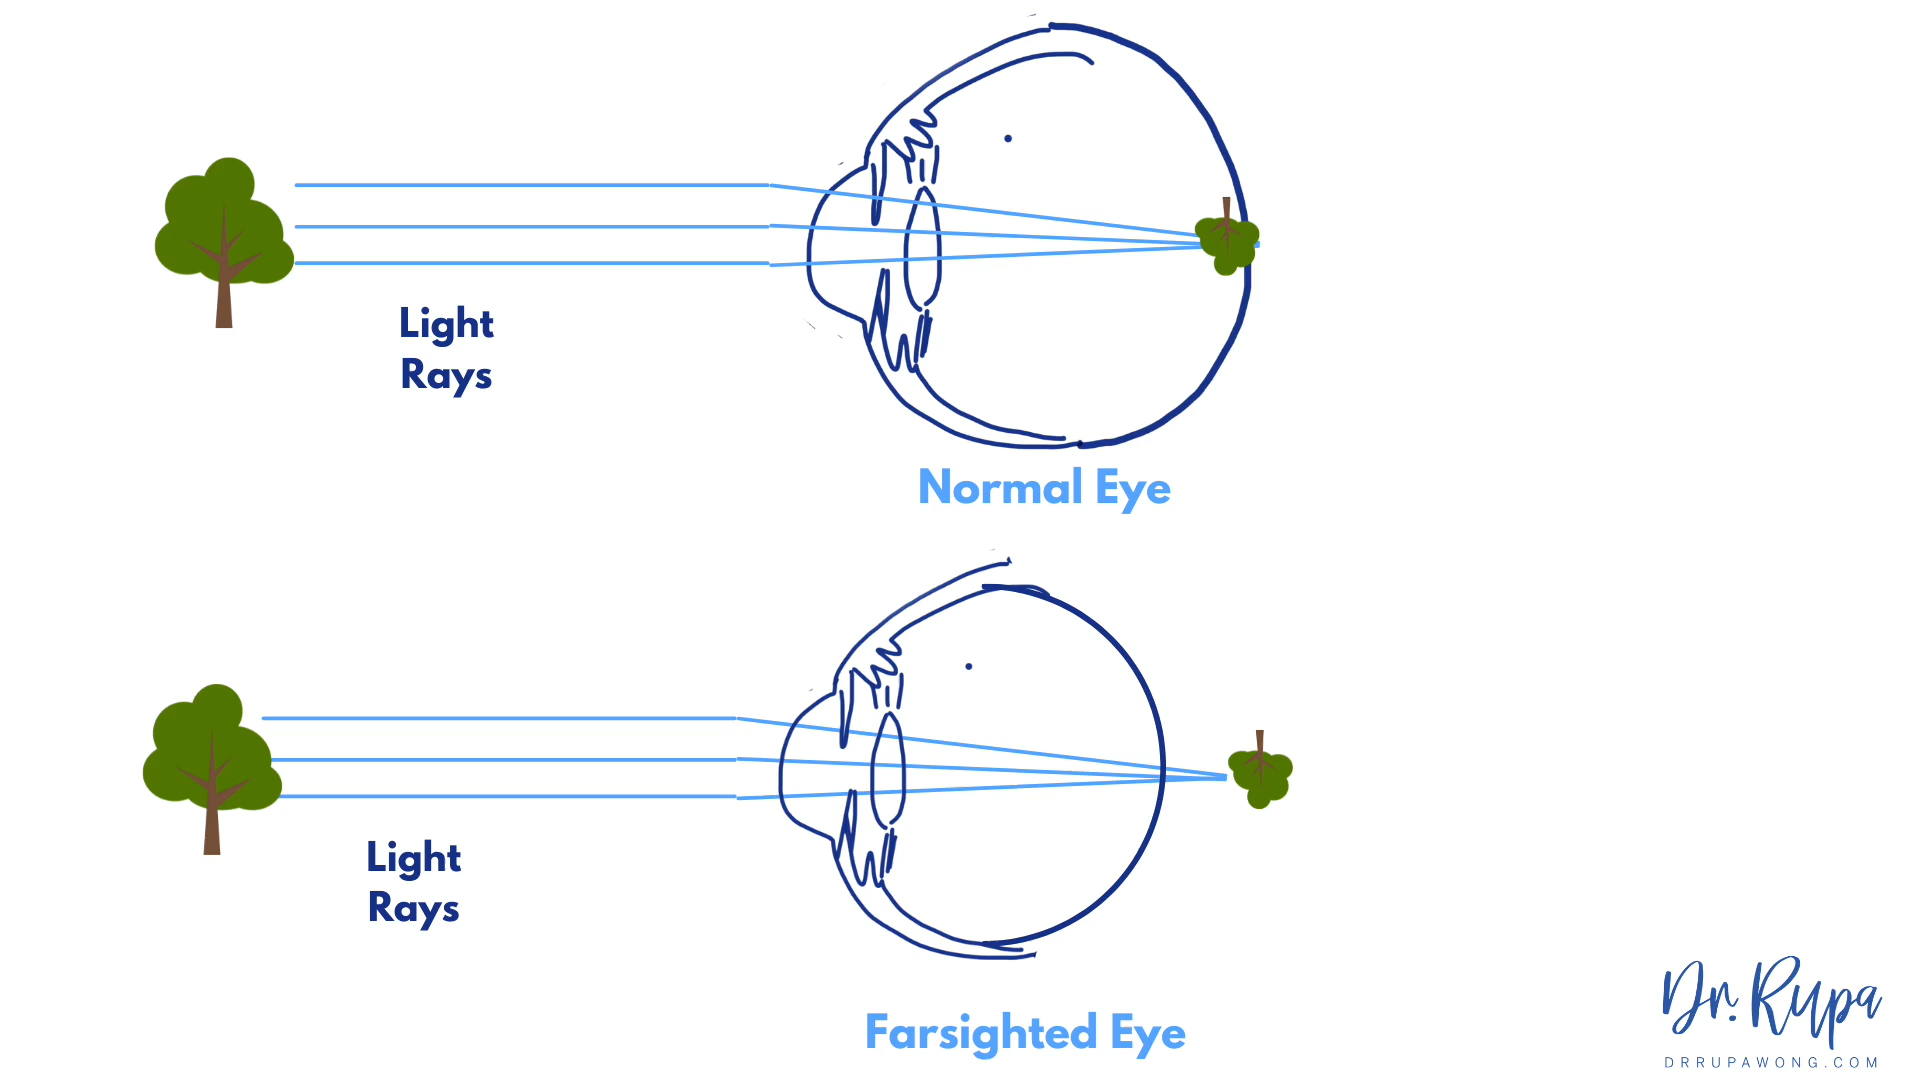 Light
Rays
Normal Eye
Light
Rays
Farsighted Eye
Dr. Rupa
DRRUPAWONG.COM